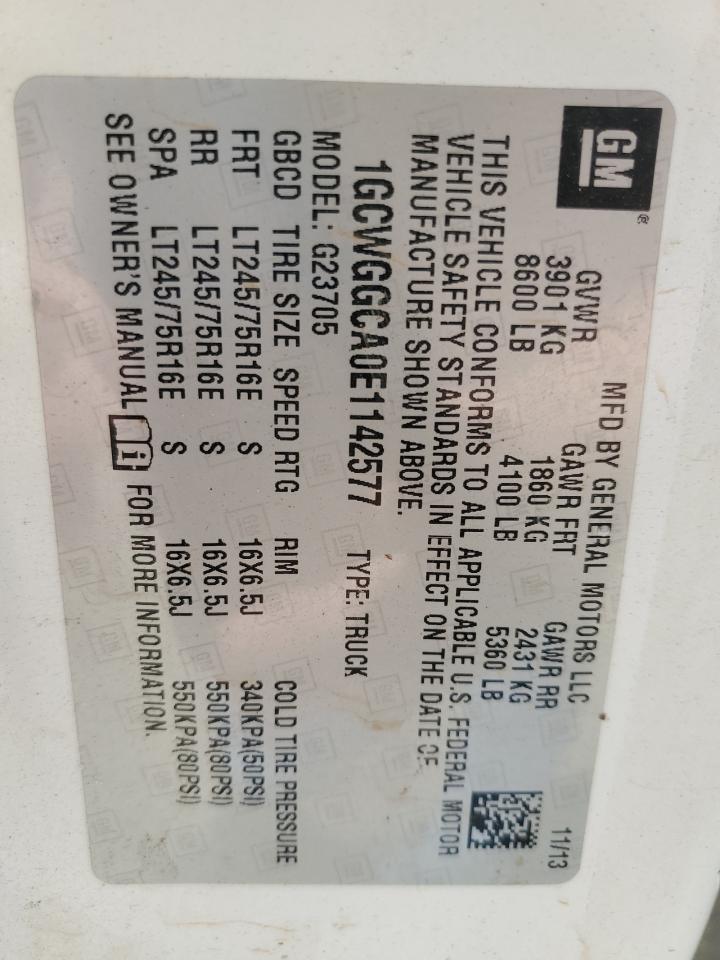 GM®
MFD BY GENERAL MOTORS LLC 11/13
GVWR GAWR FRT GAWR RR
3901 KG 1860 KG 2431 KG
8600 LB 4100 LB 5360 LB
THIS VEHICLE CONFORMS TO ALL APPLICABLE U.S. FEDERAL MOTOR
VEHICLE SAFETY STANDARDS IN EFFECT ON THE DATE OF
MANUFACTURE SHOWN ABOVE.
1GCWGGCA0E1142577 TYPE: TRUCK
MODEL: G23705
GBCD TIRE SIZE SPEED RTG RIM COLD TIRE PRESSURE
FRT LT245/75R16E S 16X6.5J 340KPA(50PSI)
RR LT245/75R16E S 16X6.5J 550KPA(80PSI)
SPA LT245/75R16E S 16X6.5J 550KPA(80PSI)
SEE OWNER'S MANUAL i FOR MORE INFORMATION.